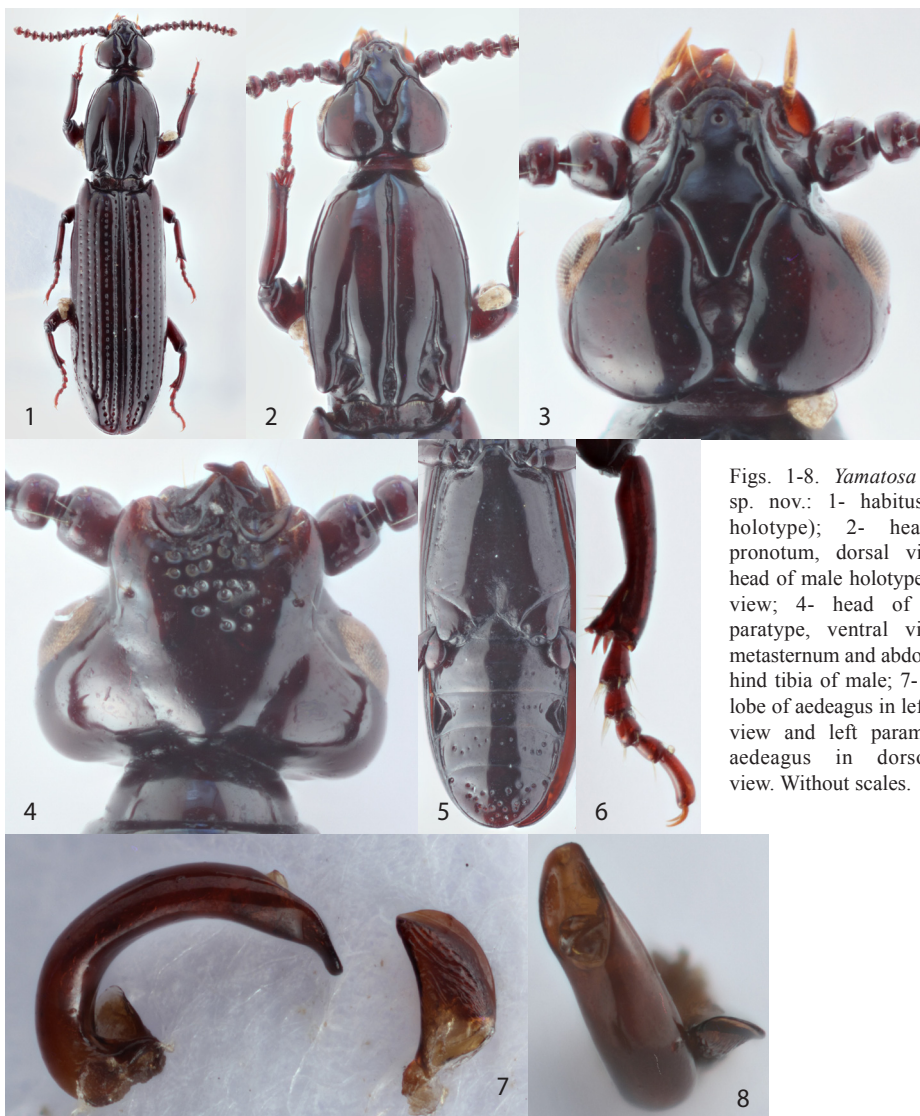 1
2
3
4
5
6
Figs. 1-8. Yamatosa
sp. nov.: 1- habitus
holotype); 2- hea
pronotum, dorsal vi
head of male holotype
view; 4- head of
paratype, ventral vi
metasternum and abdo
hind tibia of male; 7-
lobe of aedeagus in lef
view and left param
aedeagus in dorso
view. Without scales.
7
8